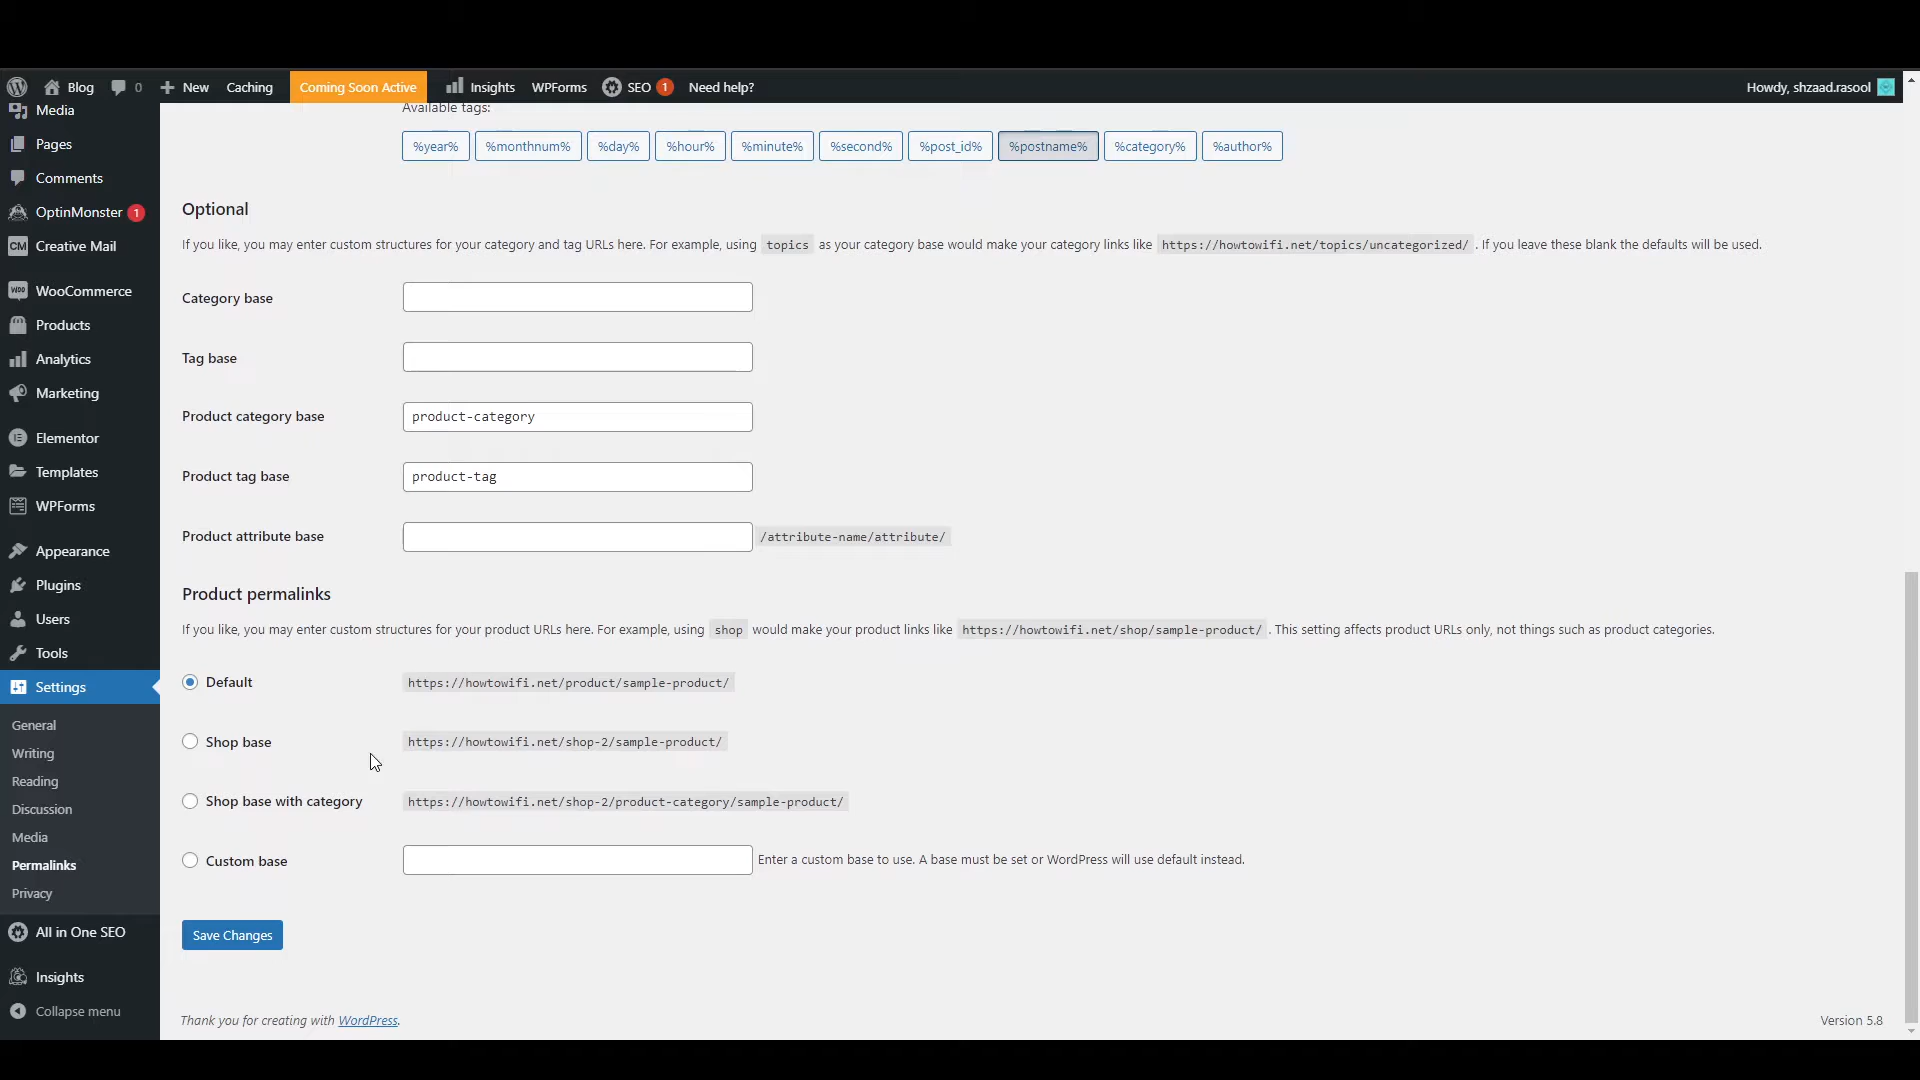 Blog 0 New Caching Coming Soon Active Insights WPForms SEO 1 Need help? Howdy, shzaad.rasool
Media
Pages
Comments
OptinMonster 1
CM Creative Mail
WOO WooCommerce
Products
Analytics
Marketing
Elementor
Templates
WPForms
Appearance
Plugins
Users
Tools
Settings
General
Writing
Reading
Discussion
Media
Permalinks
Privacy
All in One SEO
Insights
Collapse menu
Available tags:
%year% %monthnum% %day% %hour% %minute% %second% %post_id% %postname% %category% %author%
Optional
If you like, you may enter custom structures for your category and tag URLs here. For example, using topics as your category base would make your category links like https://howtowifi.net/topics/uncategorized/ . If you leave these blank the defaults will be used.
Category base
Tag base
Product category base product-category
Product tag base product-tag
Product attribute base /attribute-name/attribute/
Product permalinks
If you like, you may enter custom structures for your product URLs here. For example, using shop would make your product links like https://howtowifi.net/shop/sample-product/ . This setting affects product URLs only, not things such as product categories.
Default https://howtowifi.net/product/sample-product/
Shop base https://howtowifi.net/shop-2/sample-product/
Shop base with category https://howtowifi.net/shop-2/product-category/sample-product/
Custom base Enter a custom base to use. A base must be set or WordPress will use default instead.
Save Changes
Thank you for creating with WordPress. Version 5.8